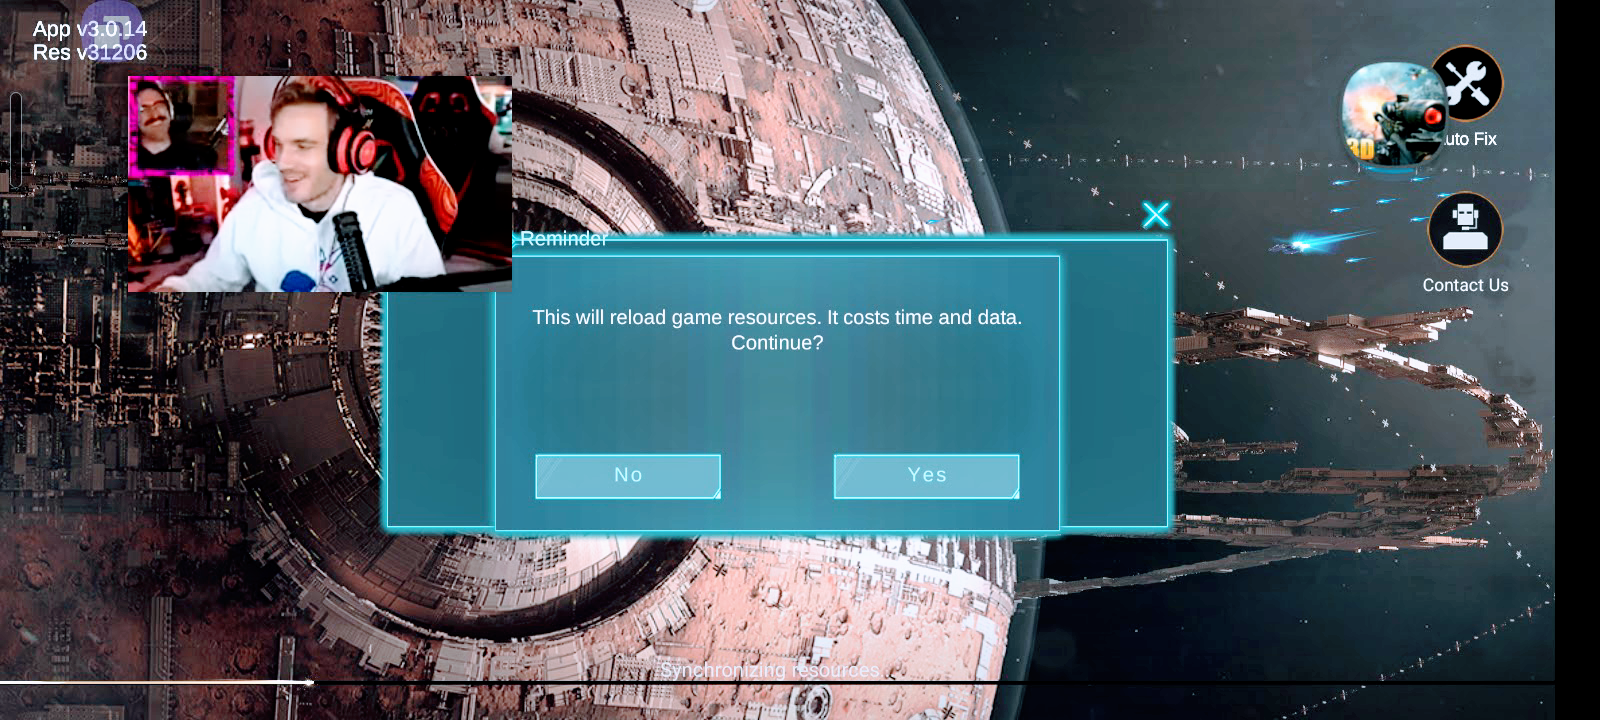 App v3.0.14
Res v31206
3D
uto Fix
Contact Us
Reminder
This will reload game resources. It costs time and data.
Continue?
No
Yes
Synchronizing resources...